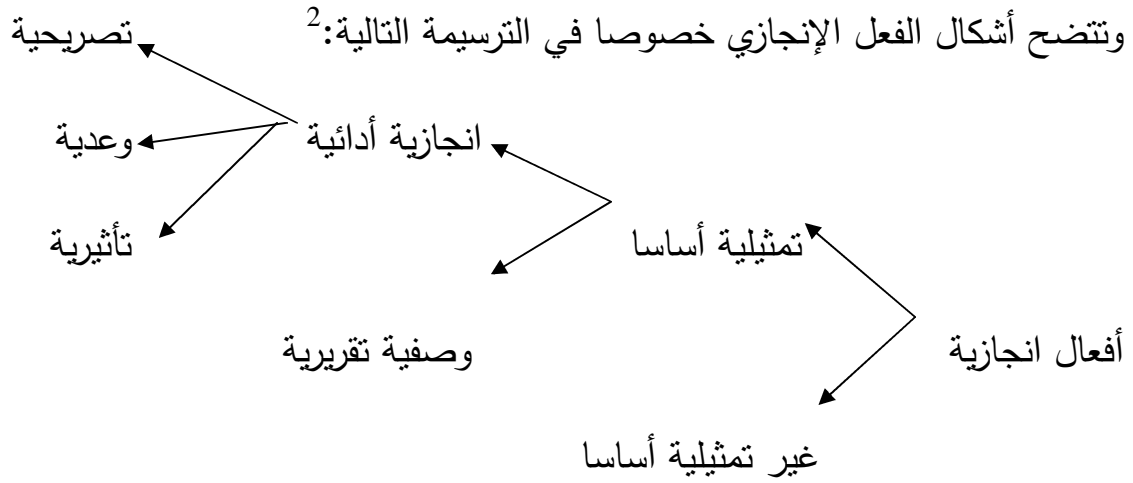 وتتضح أشكال الفعل الإنجازي خصوصا في الترسيمة التالية:2
تصريحية
انجازية أدائية
وعدية
تمثيلية أساسا
تأثيرية
أفعال انجازية
وصفية تقريرية
غير تمثيلية أساسا